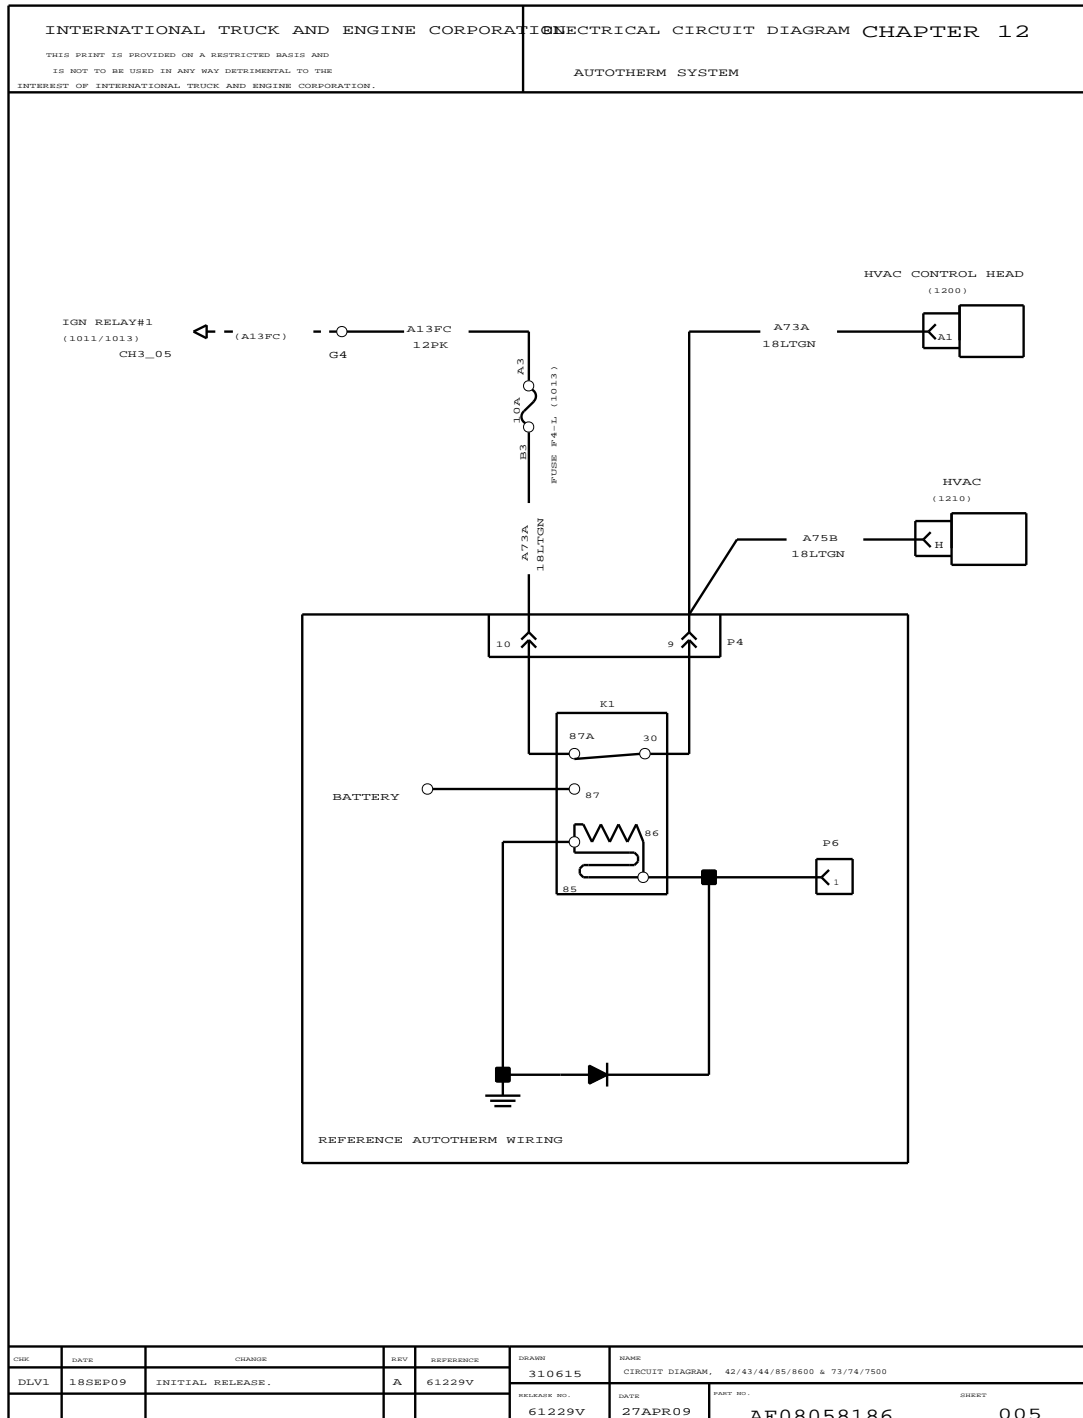 INTERNATIONAL TRUCK AND ENGINE CORPORATION
THIS PRINT IS PROVIDED ON A RESTRICTED BASIS AND
IS NOT TO BE USED IN ANY WAY DETRIMENTAL TO THE
INTEREST OF INTERNATIONAL TRUCK AND ENGINE CORPORATION.
ELECTRICAL CIRCUIT DIAGRAM CHAPTER 12
AUTOTHERM SYSTEM
HVAC CONTROL HEAD
(1200)
A1
A73A
18LTGN
IGN RELAY#1
(1011/1013)
CH3_05
(A13FC)
G4
A13FC
12PK
A3
10A
B3
FUSE F4-L (1013)
A73A
18LTGN
HVAC
(1210)
H
A75B
18LTGN
10
9
P4
K1
87A
30
BATTERY
87
86
85
P6
1
REFERENCE AUTOTHERM WIRING
CHK DATE CHANGE REV REFERENCE
DLV1 18SEP09 INITIAL RELEASE. A 61229V
DRAWN
310615
NAME
CIRCUIT DIAGRAM, 42/43/44/85/8600 & 73/74/7500
RELEASE NO.
61229V
DATE
27APR09
PART NO.
AF08058186
SHEET
005